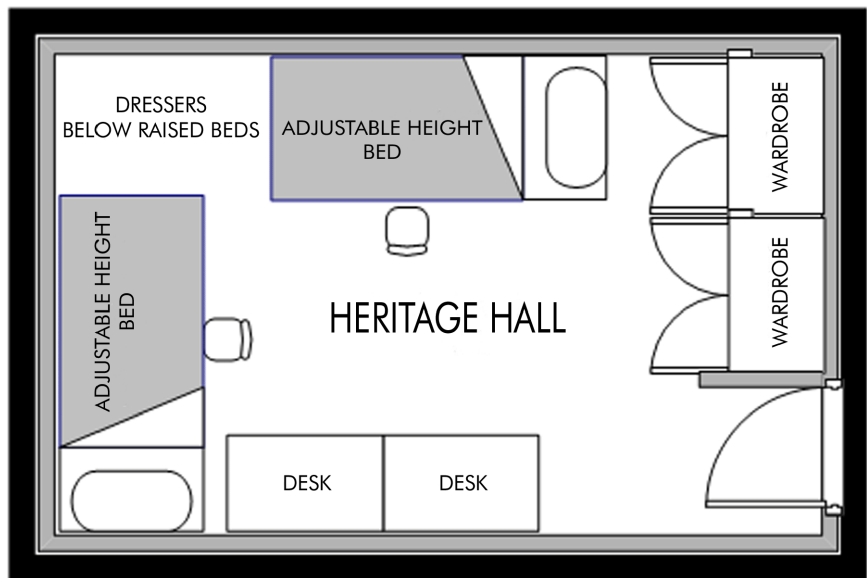 DRESSERS
BELOW RAISED BEDS
ADJUSTABLE HEIGHT
BED
WARDROBE
WARDROBE
ADJUSTABLE HEIGHT
BED
HERITAGE HALL
DESK
DESK